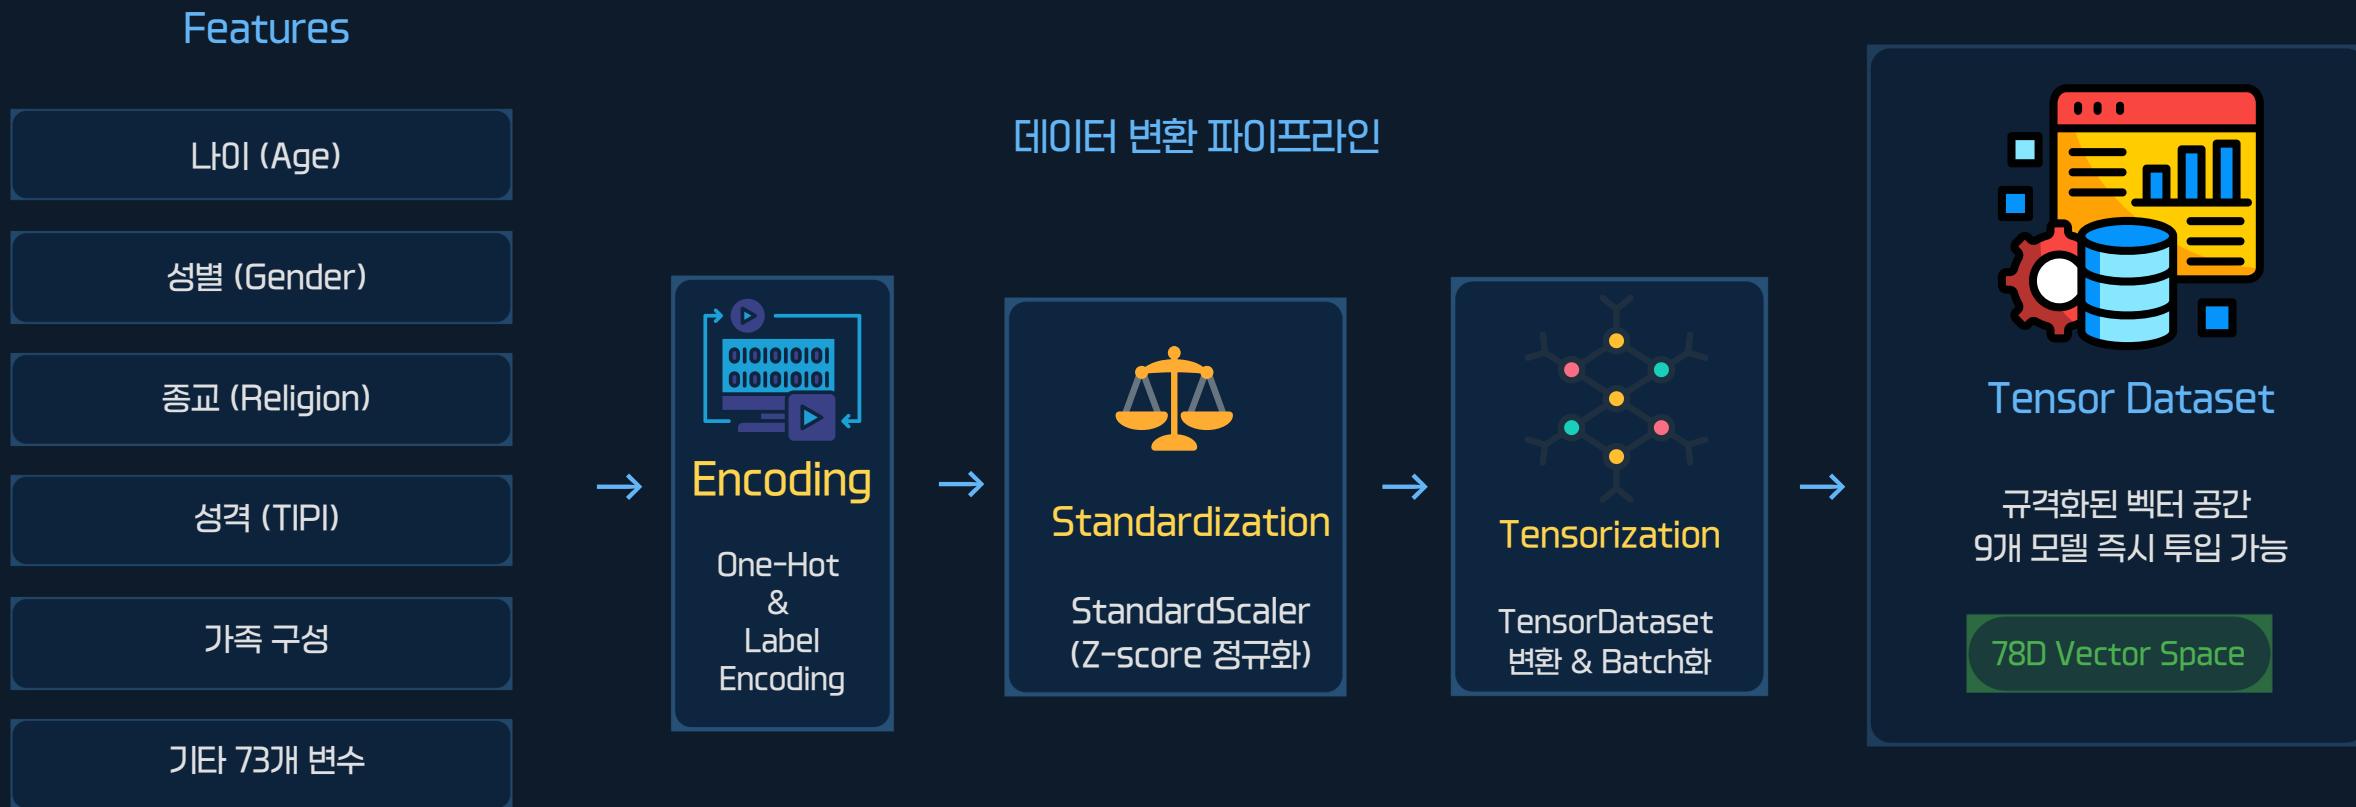 Features
나이 (Age)
성별 (Gender)
종교 (Religion)
성격 (TIPI)
가족 구성
기타 73개 변수
데이터 변환 파이프라인
01010101
01010101
Encoding
One-Hot
&
Label
Encoding
Standardization
StandardScaler
(Z-score 정규화)
Tensorization
TensorDataset
변환 & Batch화
Tensor Dataset
규격화된 벡터 공간
9개 모델 즉시 투입 가능
78D Vector Space